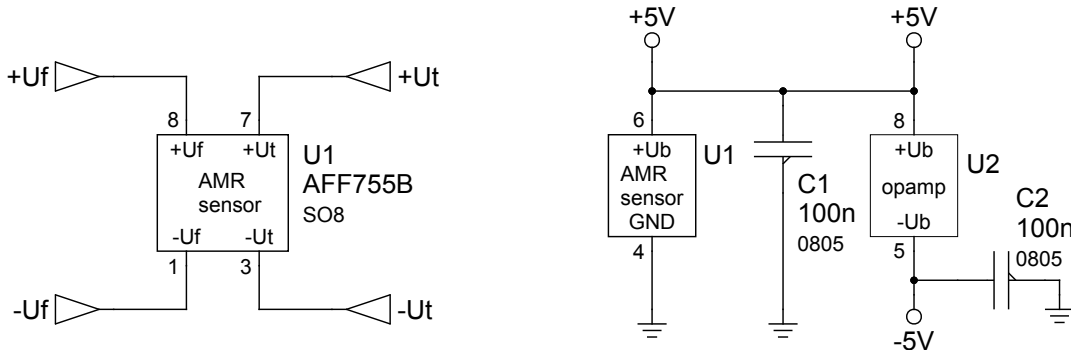 +5V
+5V
+Uf
+Ut
8
7
+Uf
+Ut
AMR
sensor
-Uf
-Ut
U1
AFF755B
SO8
1
3
-Uf
-Ut
6
+Ub
AMR
sensor
GND
U1
4
C1
100n
0805
8
+Ub
opamp
-Ub
U2
5
C2
100n
0805
-5V